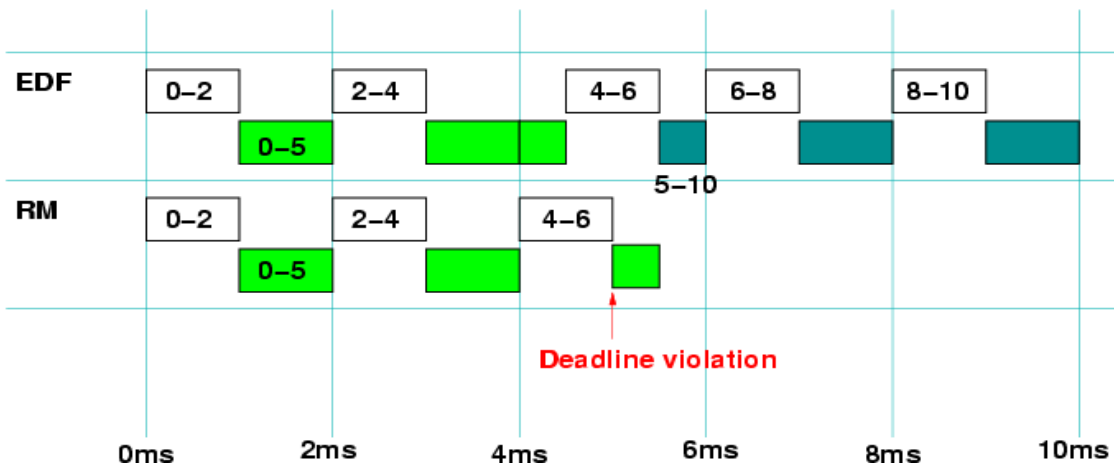 EDF
0–2
2–4
4–6
6–8
8–10
0–5
5–10
RM
0–2
2–4
4–6
0–5
Deadline violation
0ms
2ms
4ms
6ms
8ms
10ms